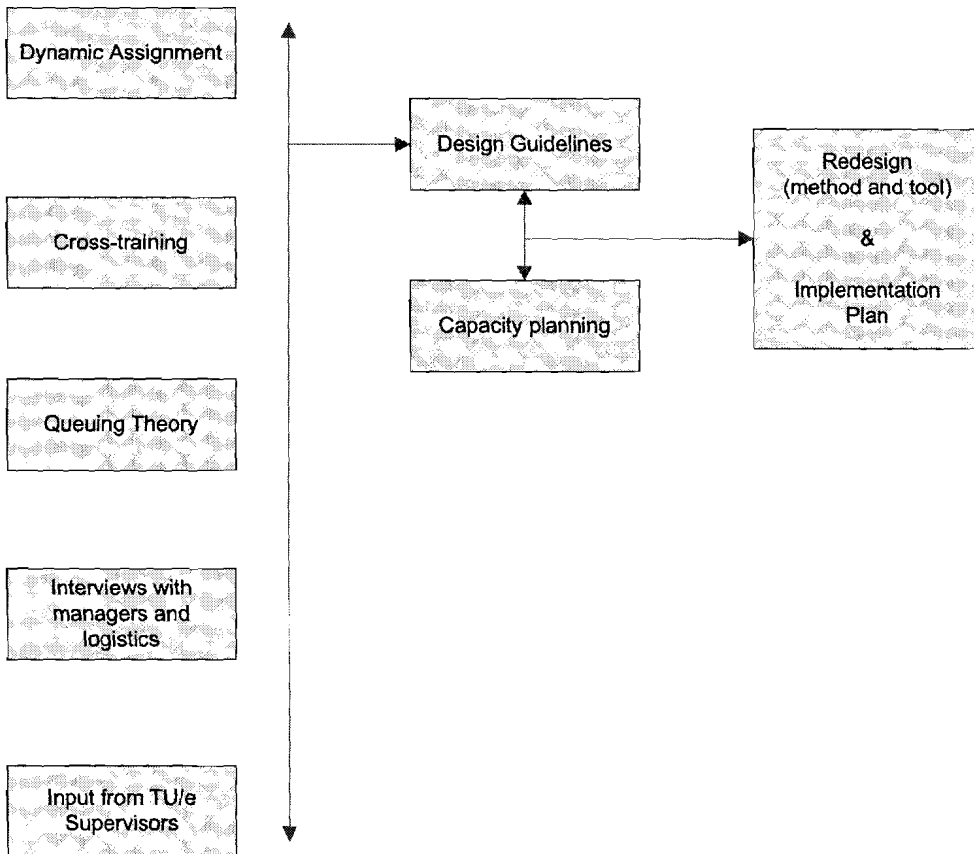 Dynamic Assignment
Cross-training
Queuing Theory
Interviews with
managers and
logistics
Input from TU/e
Supervisors
Design Guidelines
Capacity planning
Redesign
(method and tool)
&
Implementation
Plan